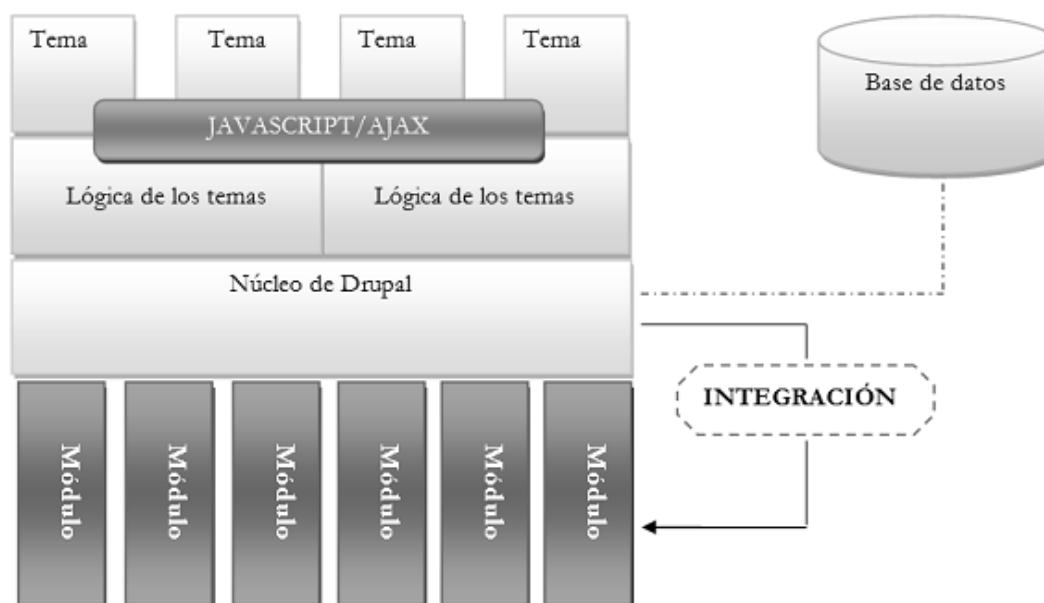 Tema
Tema
Tema
Tema
Base de datos
JAVASCRIPT/AJAX
Lógica de los temas
Lógica de los temas
Núcleo de Drupal
INTEGRACIÓN
Módulo
Módulo
Módulo
Módulo
Módulo
Módulo